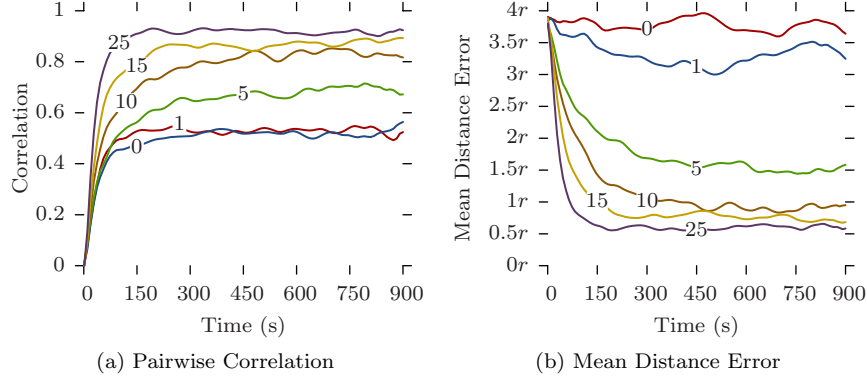 1
0.8
0.6
0.4
0.2
0
Correlation
25
15
10
5
1
0
0 150 300 450 600 750 900
Time (s)
(a) Pairwise Correlation
4r
3.5r
3r
2.5r
2r
1.5r
1r
0.5r
0r
Mean Distance Error
0
1
5
10
15
25
0 150 300 450 600 750 900
Time (s)
(b) Mean Distance Error